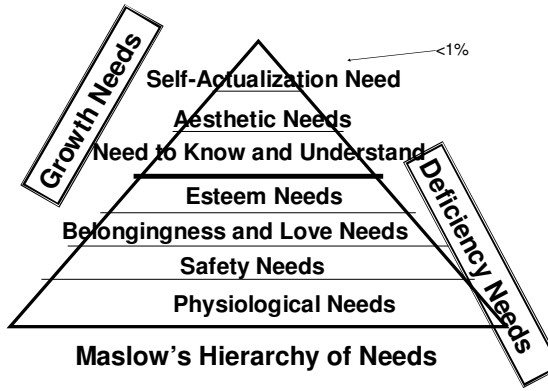 <1%
Growth Needs
Self-Actualization Need
Aesthetic Needs
Need to Know and Understand
Deficiency Needs
Esteem Needs
Belongingness and Love Needs
Safety Needs
Physiological Needs
Maslow's Hierarchy of Needs